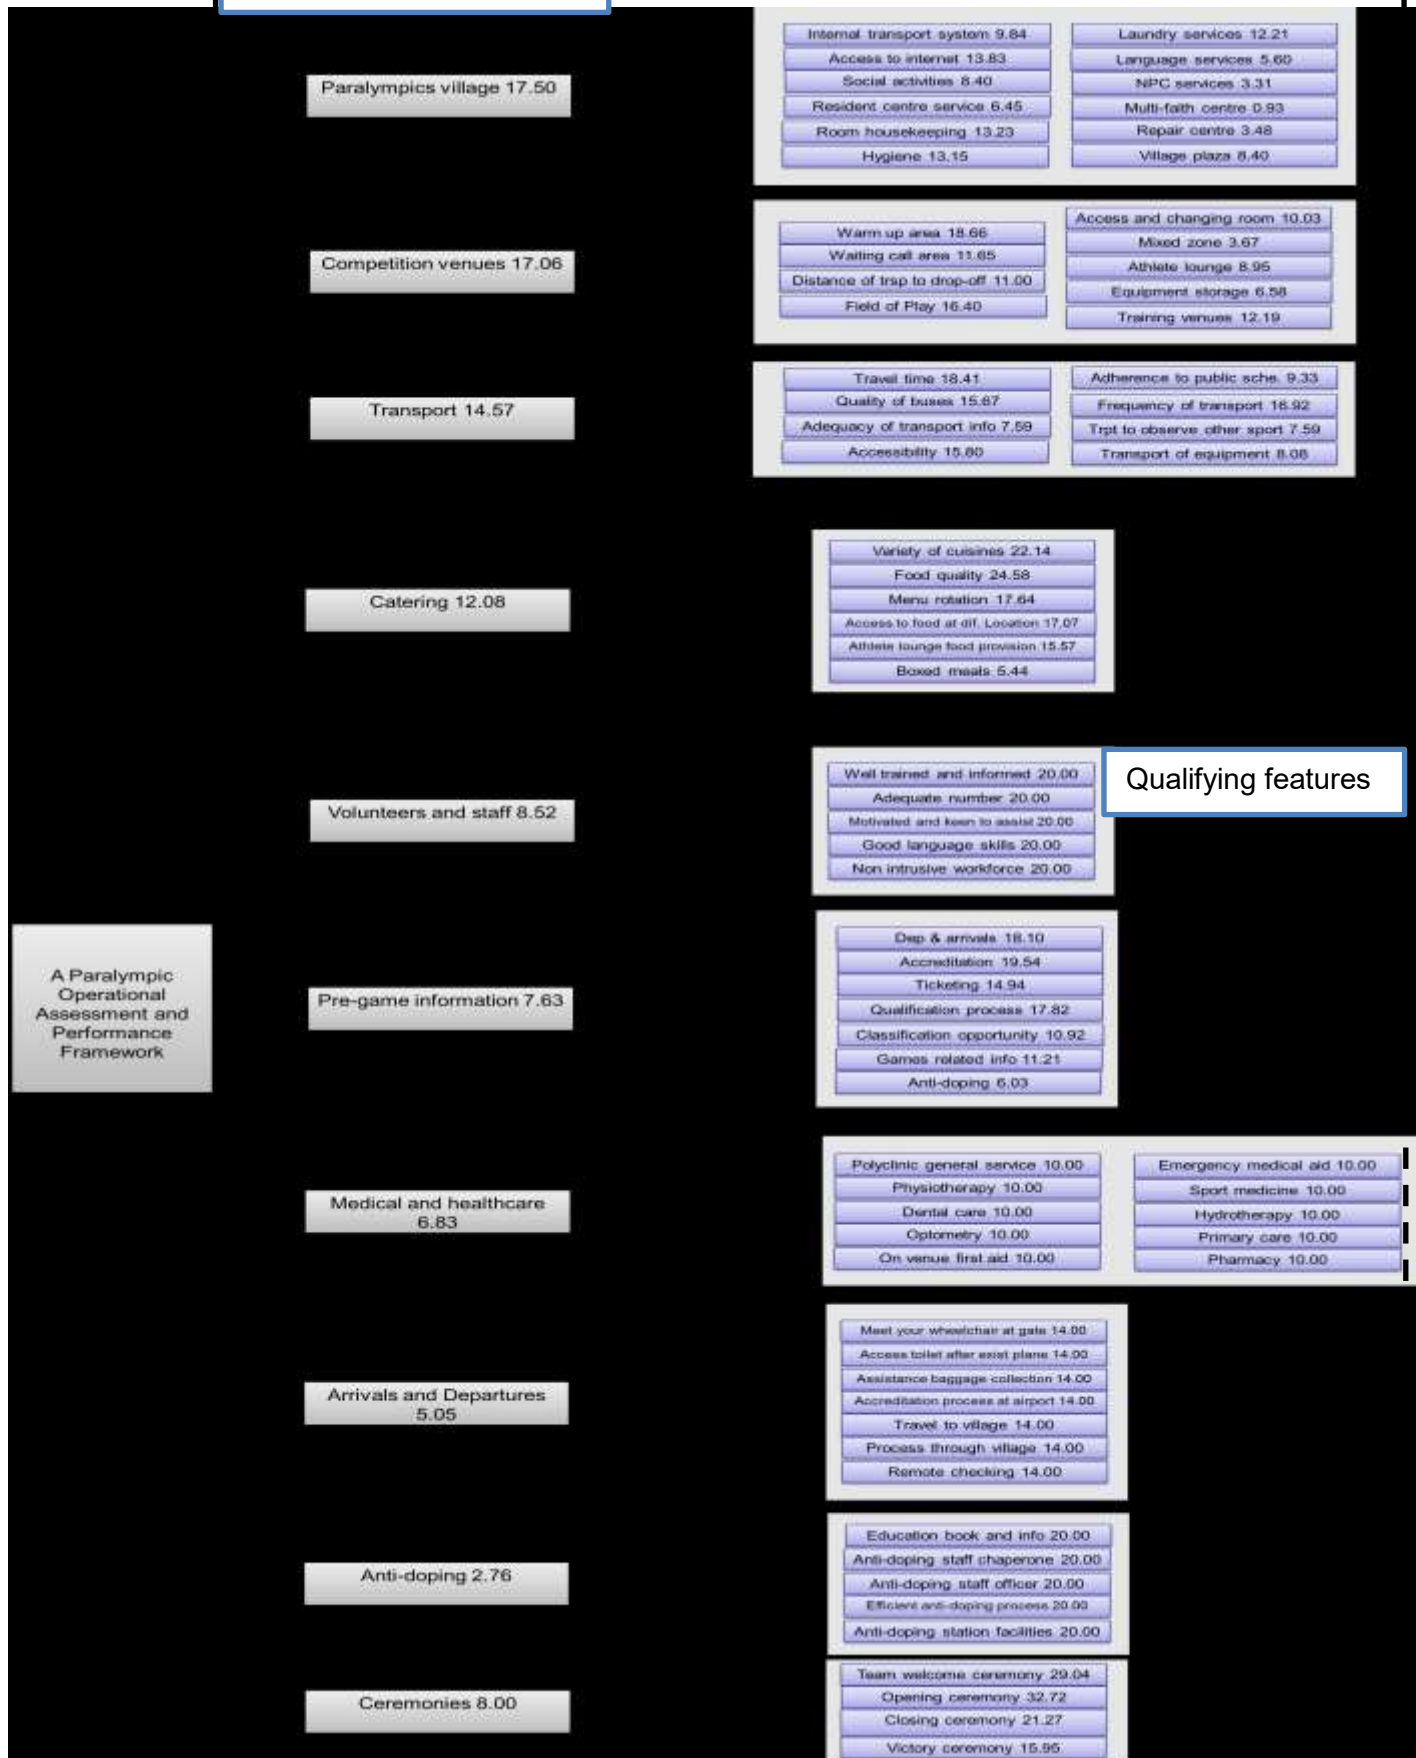 Paralympics village 17.50
Internal transport system 9.84
Access to internet 13.83
Social activities 8.40
Resident centre service 6.45
Room housekeeping 13.23
Hygiene 13.15
Laundry services 12.21
Language services 5.60
NPC services 3.31
Multi-faith centre 0.93
Repair centre 3.48
Village plaza 8.40
Competition venues 17.06
Warm up area 18.66
Waiting call area 11.65
Distance of trsp to drop-off 11.00
Field of Play 16.40
Access and changing room 10.03
Mixed zone 3.67
Athlete lounge 8.95
Equipment storage 6.58
Training venues 12.19
Transport 14.57
Travel time 18.41
Quality of buses 15.67
Adequacy of transport info 7.59
Accessibility 15.80
Adherence to public sche. 9.33
Frequency of transport 16.92
Trpt to observe other sport 7.59
Transport of equipment 8.08
Catering 12.08
Variety of cuisines 22.14
Food quality 24.58
Menu rotation 17.64
Access to food at dif. Location 17.07
Athlete lounge food provision 15.57
Boxed meals 5.44
Volunteers and staff 8.52
Well trained and informed 20.00
Adequate number 20.00
Motivated and keen to assist 20.00
Good language skills 20.00
Non intrusive workforce 20.00
Qualifying features
A Paralympic
Operational
Assessment and
Performance
Framework
Pre-game information 7.63
Dep & arrivals 18.10
Accreditation 19.54
Ticketing 14.94
Qualification process 17.82
Classification opportunity 10.92
Games related info 11.21
Anti-doping 6.03
Medical and healthcare
6.83
Polyclinic general service 10.00
Physiotherapy 10.00
Dental care 10.00
Optometry 10.00
On venue first aid 10.00
Emergency medical aid 10.00
Sport medicine 10.00
Hydrotherapy 10.00
Primary care 10.00
Pharmacy 10.00
Arrivals and Departures
5.05
Meet your wheelchair at gate 14.00
Access toilet after exist plane 14.00
Assistance baggage collection 14.00
Accreditation process at airport 14.00
Travel to village 14.00
Process through village 14.00
Remote checking 14.00
Anti-doping 2.76
Education book and info 20.00
Anti-doping staff chaperone 20.00
Anti-doping staff officer 20.00
Efficient anti-doping process 20.00
Anti-doping station facilities 20.00
Ceremonies 8.00
Team welcome ceremony 29.04
Opening ceremony 32.72
Closing ceremony 21.27
Victory ceremony 15.95